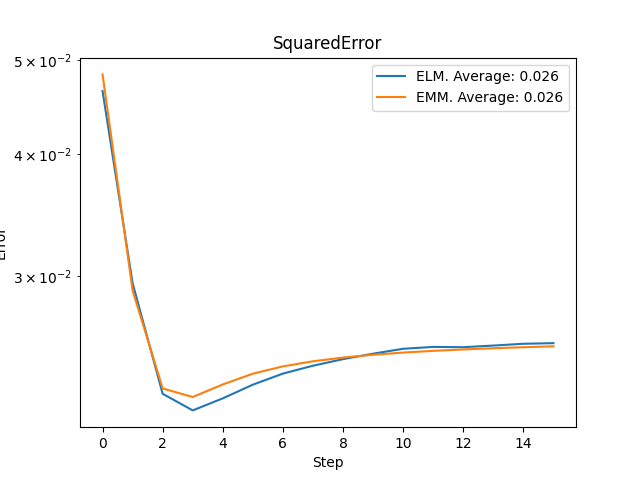 SquaredError
ELM. Average: 0.026
EMM. Average: 0.026
5 × 10⁻²
4 × 10⁻²
3 × 10⁻²
Error
0 2 4 6 8 10 12 14
Step